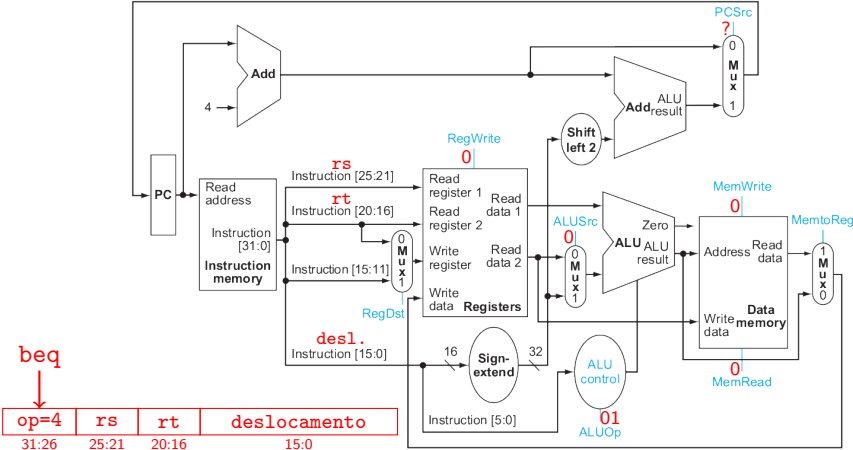 PCSrc
?
0
M
u
x
1
Add
4
Add
ALU
result
Shift
left 2
RegWrite
0
PC
Read
address
Instruction
[31:0]
Instruction
memory
rs
Instruction [25:21]
rt
Instruction [20:16]
Instruction [15:11]
0
M
u
x
1
RegDst
Read
register 1
Read
register 2
Write
register
Write
data
Read
data 1
Read
data 2
Registers
ALUSrc
0
0
M
u
x
1
Zero
ALU
ALU
result
MemWrite
0
Address
Read
data
Write
data
Data
memory
0
MemRead
MemtoReg
1
M
u
x
0
desl.
Instruction [15:0]
16
Sign-
extend
32
ALU
control
Instruction [5:0]
01
ALUOp
beq
op=4 rs rt deslocamento
31:26 25:21 20:16 15:0